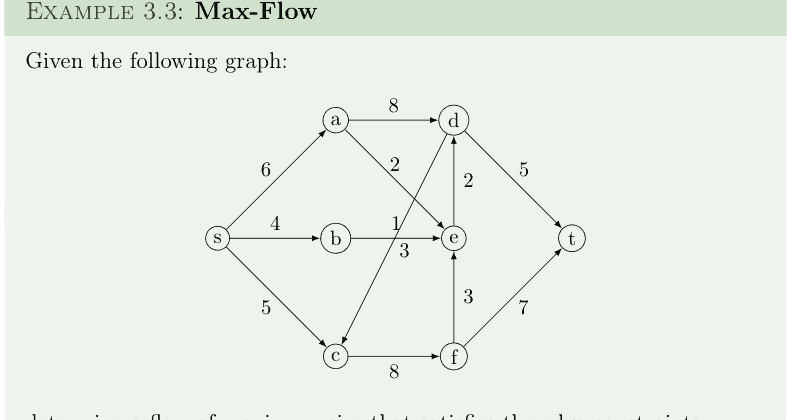 EXAMPLE 3.3: Max-Flow
Given the following graph:
8
a
d
6
2
2
5
4
1
s
b
e
t
3
5
3
7
c
f
8